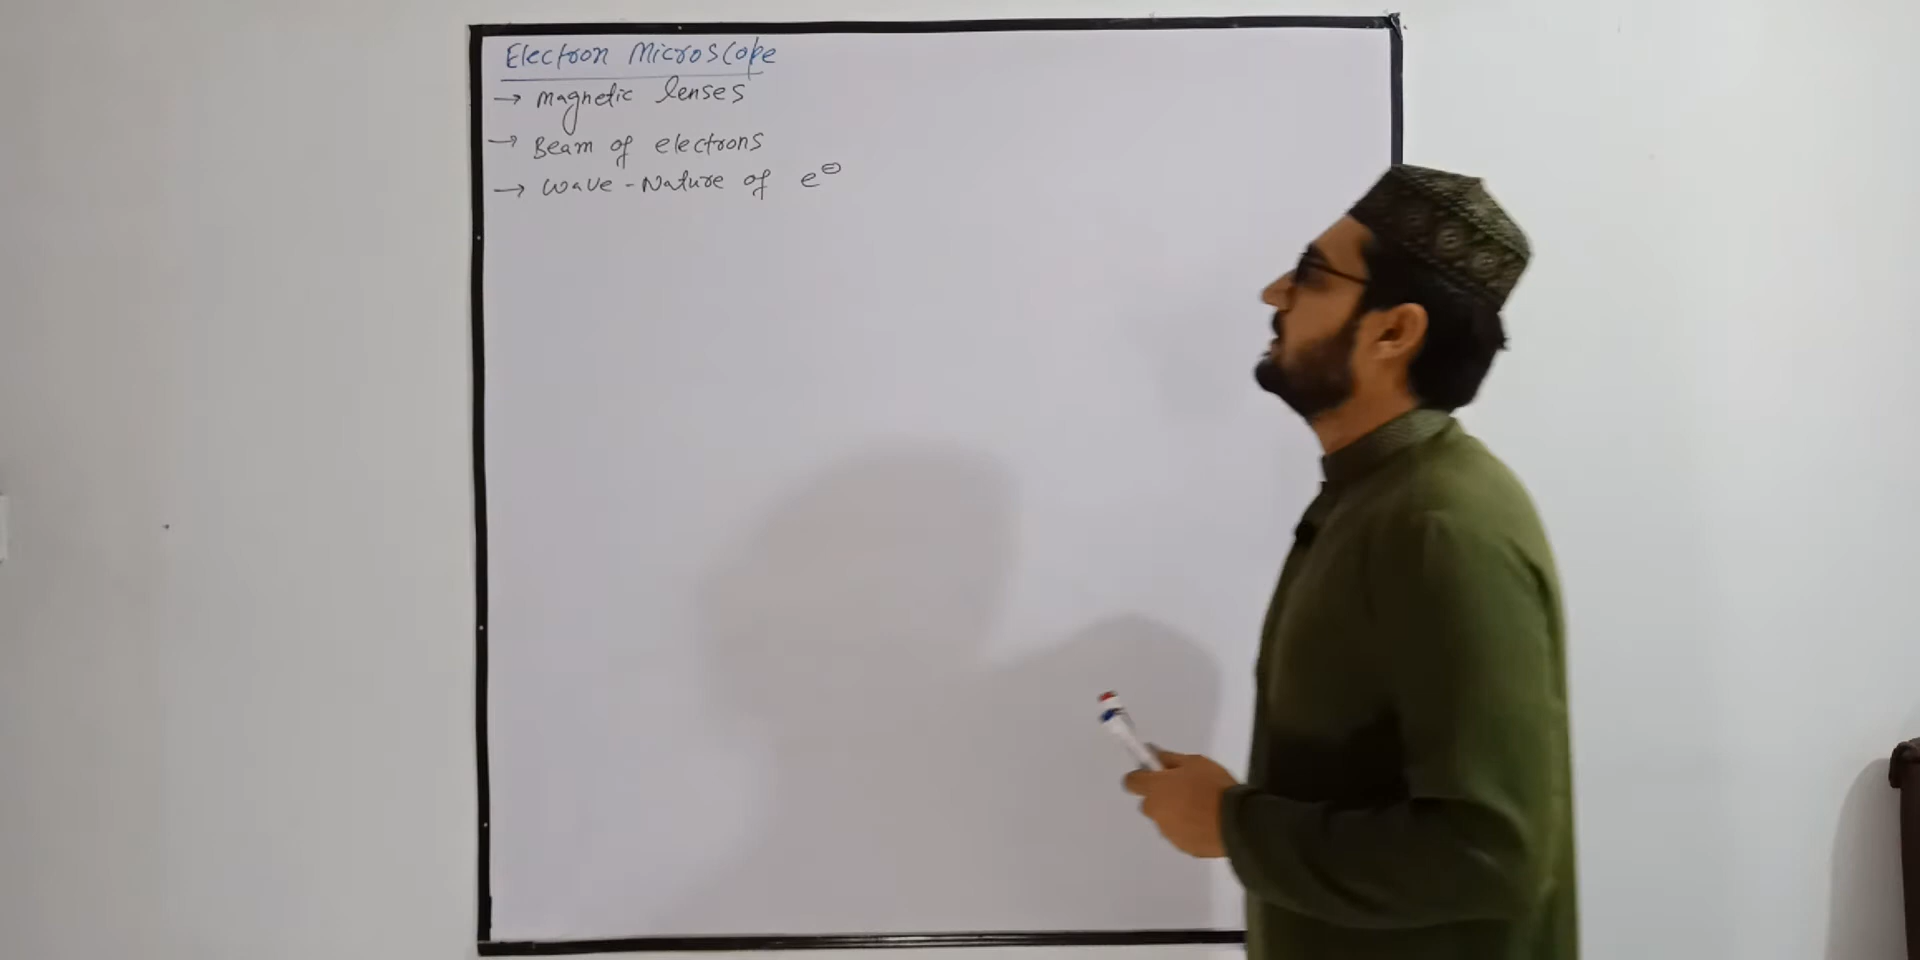 Electron Microscope
→ Magnetic lenses
→ Beam of electrons
→ Wave-Nature of e⊖